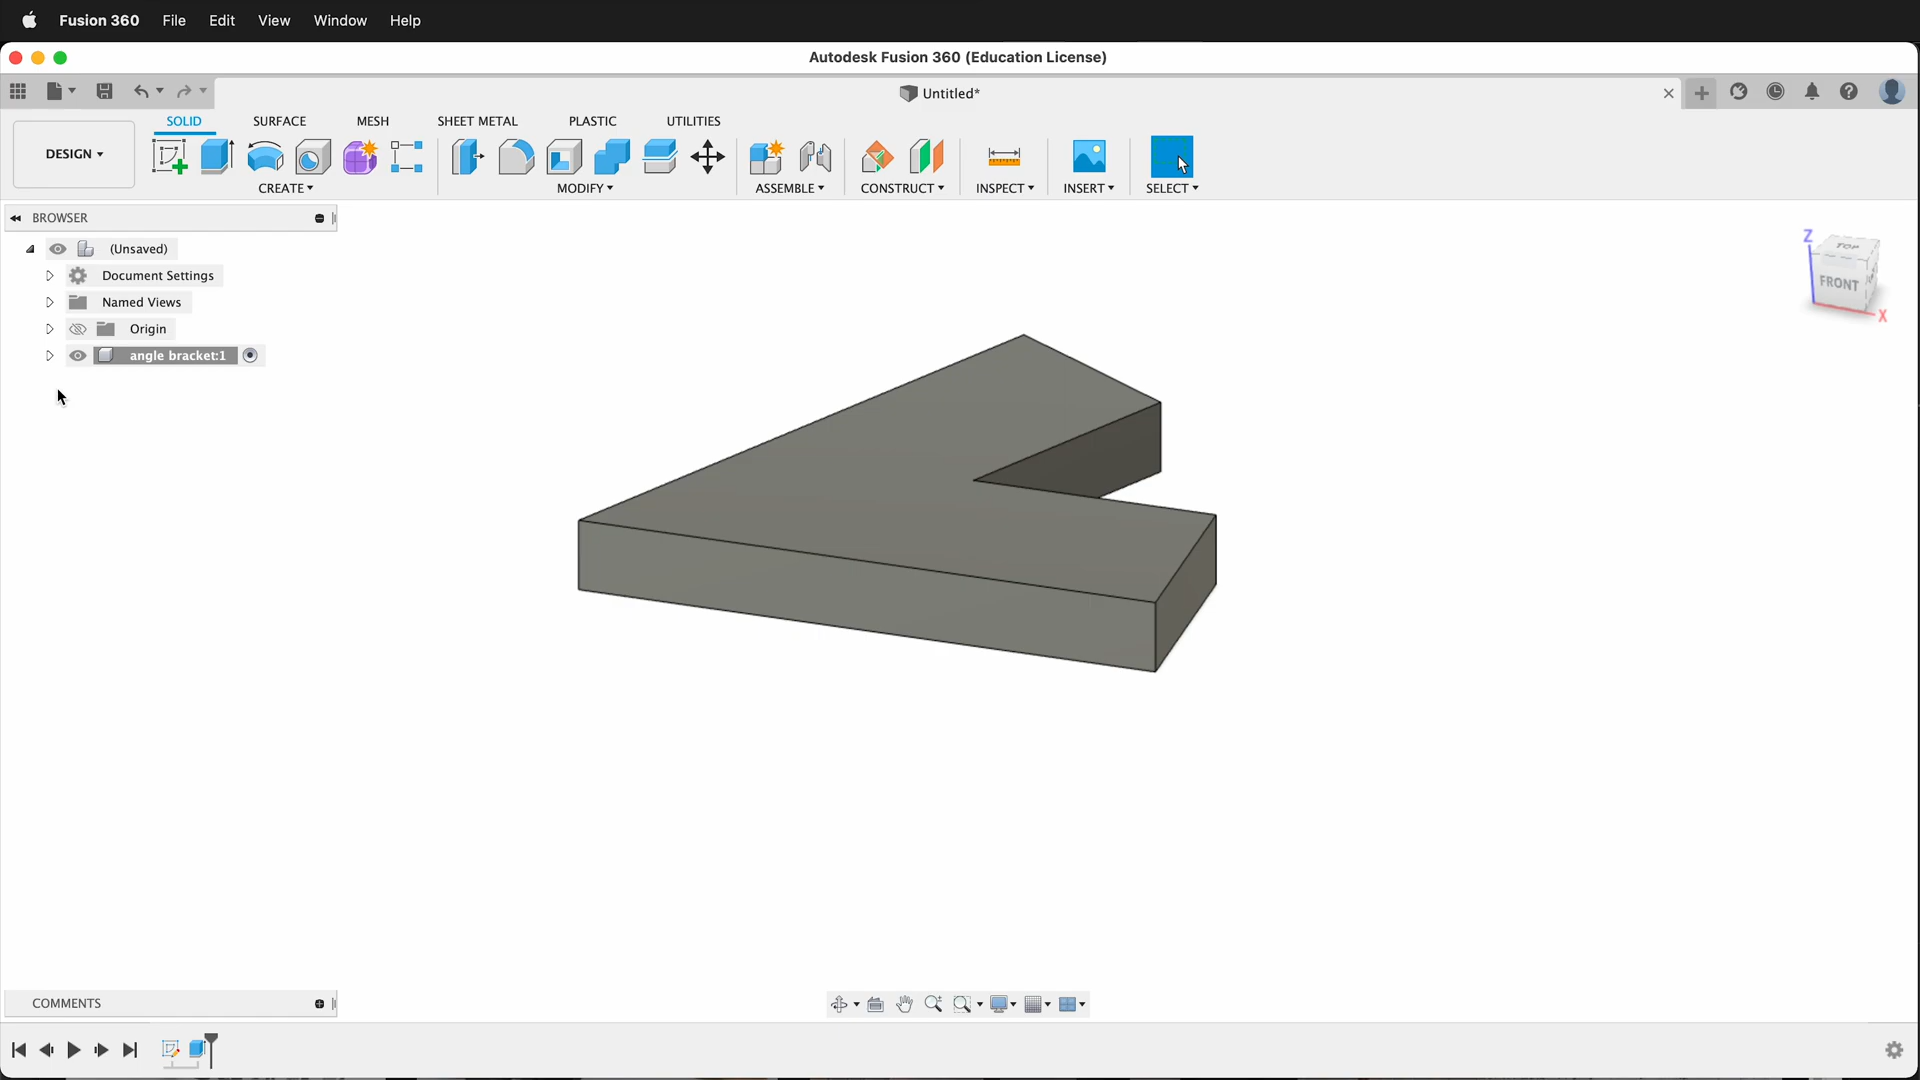 Fusion 360 File Edit View Window Help
Autodesk Fusion 360 (Education License)
Untitled*
SOLID SURFACE MESH SHEET METAL PLASTIC UTILITIES
DESIGN
CREATE MODIFY ASSEMBLE CONSTRUCT INSPECT INSERT SELECT
BROWSER
(Unsaved)
Document Settings
Named Views
Origin
angle bracket:1
Z
TOP
FRONT
X
COMMENTS